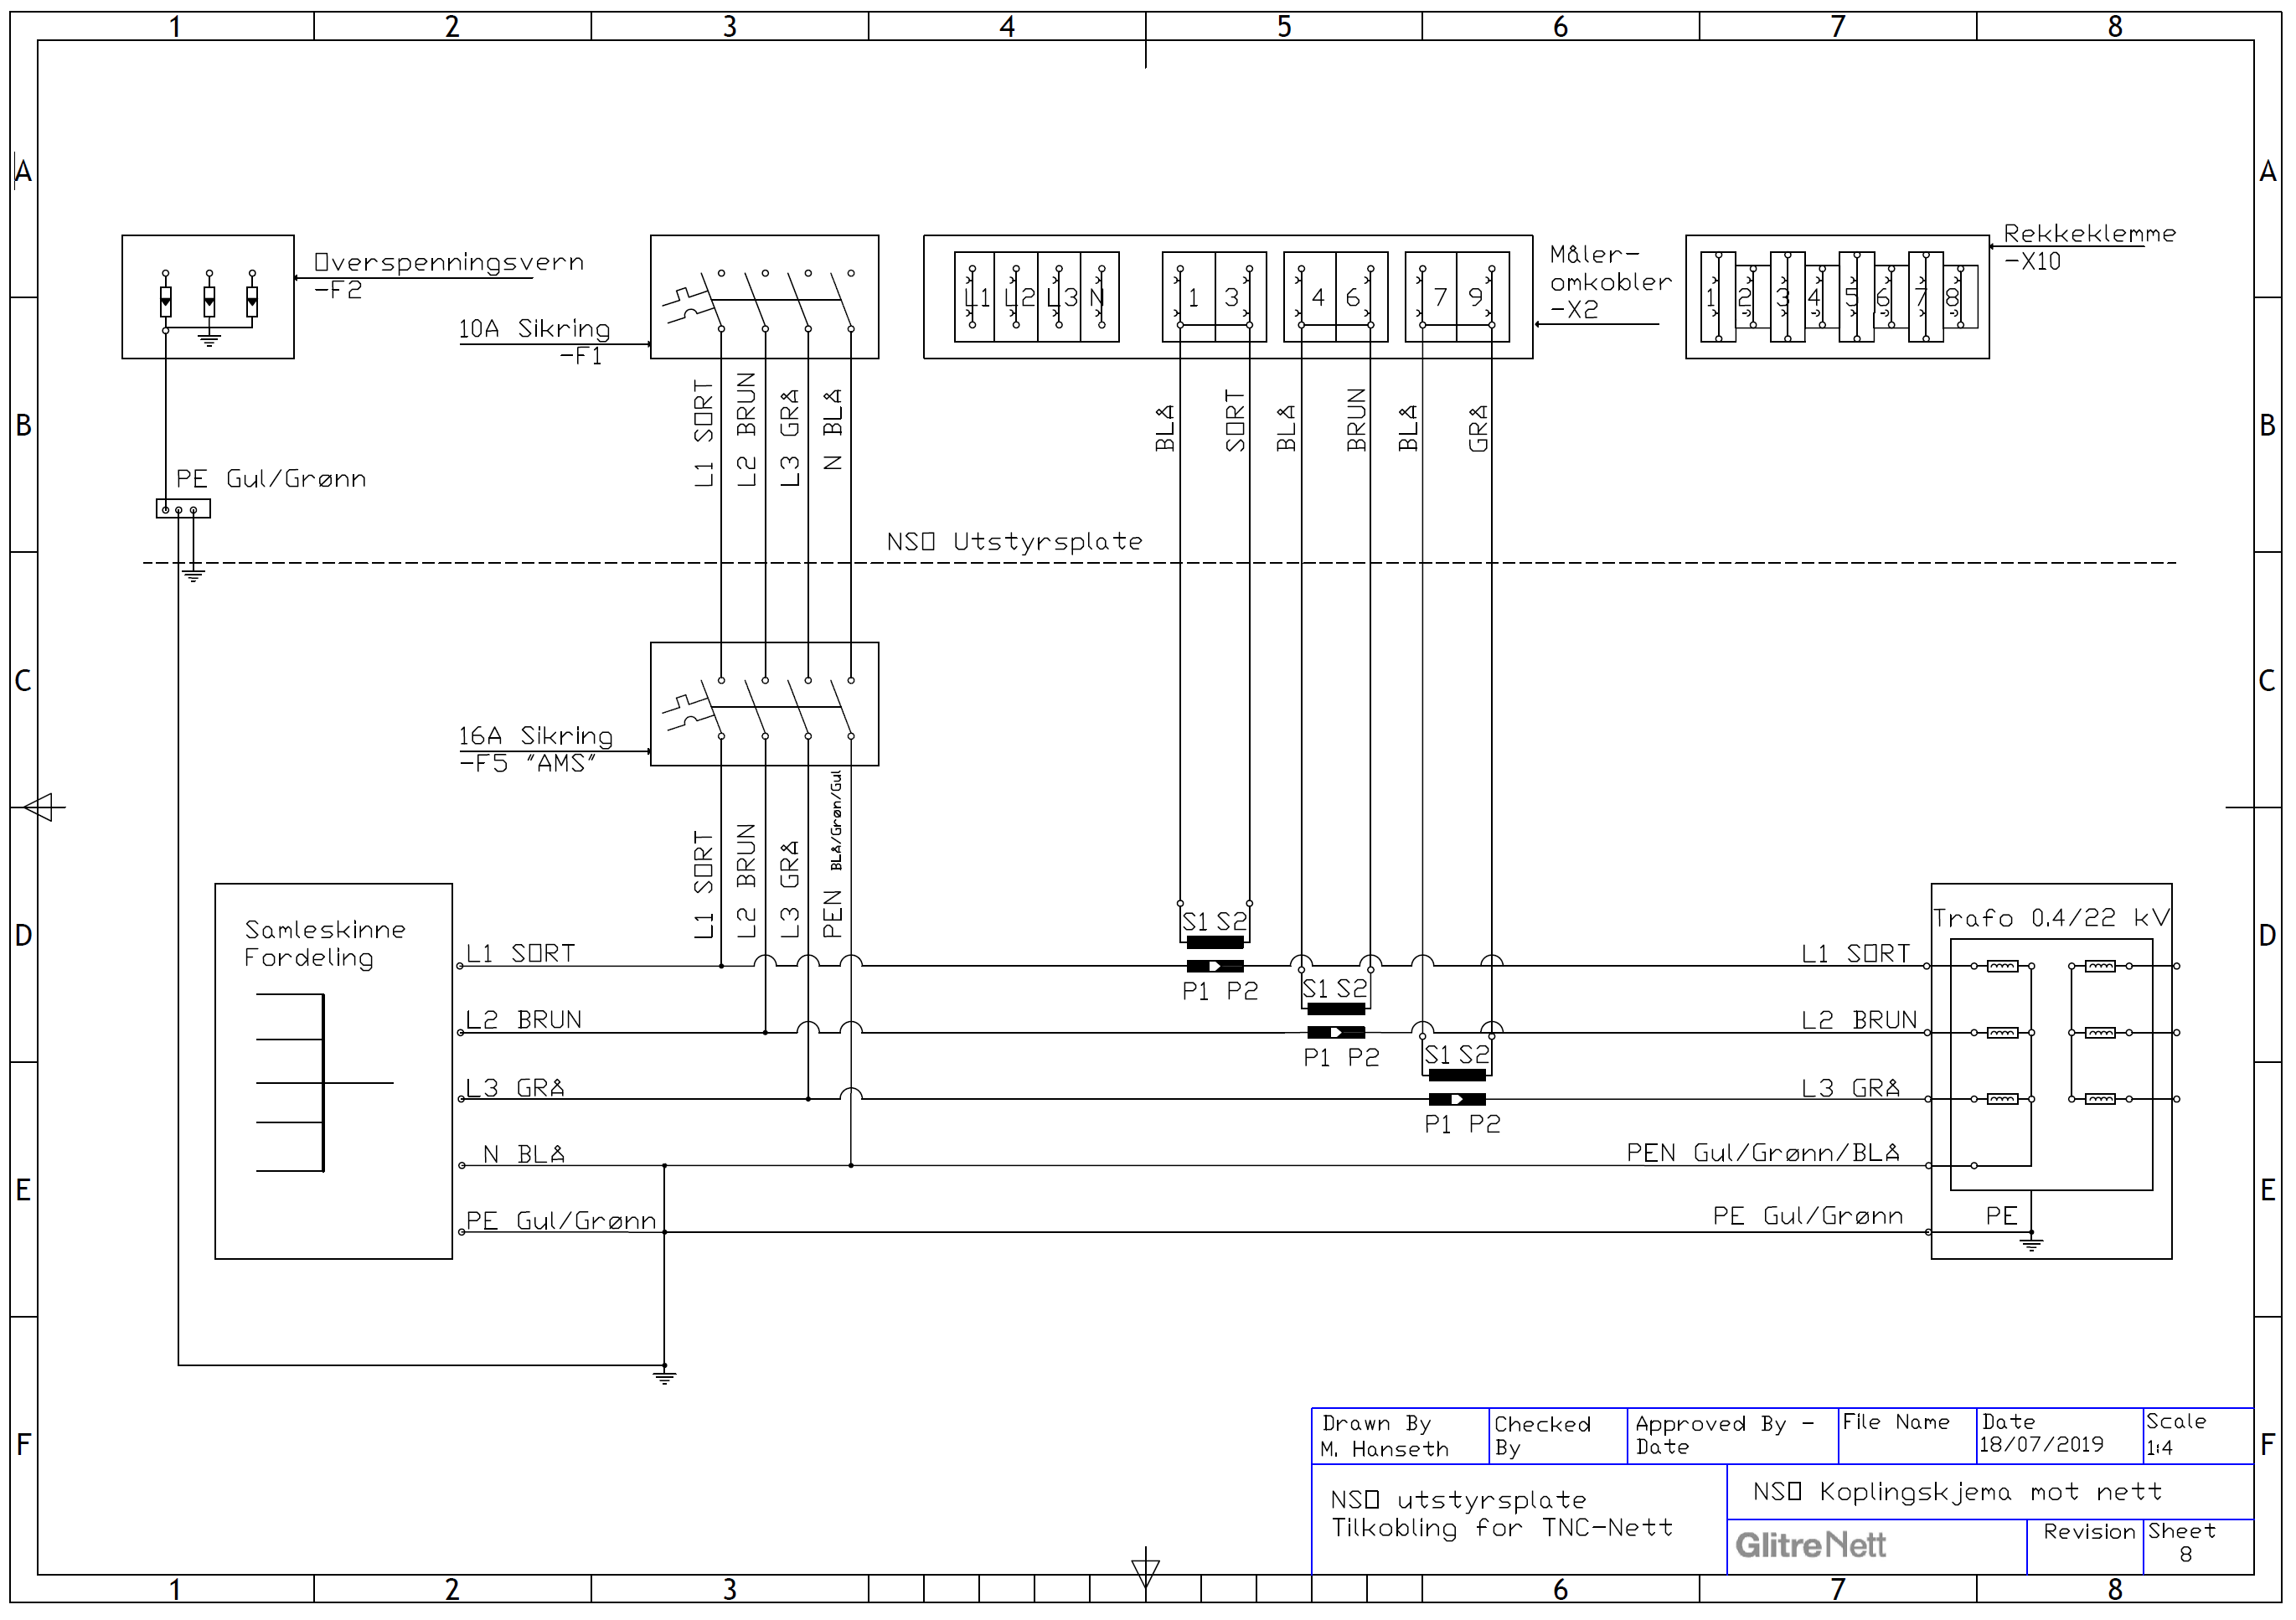 1 2 3 4 5 6 7 8
A A
Overspenningsvern
-F2
10A Sikring
-F1
L1 L2 L3 N 1 3 4 6 7 9
Måler-
omkobler
-X2
1 2 3 4 5 6 7 8
Rekkeklemme
-X10
B B
L1 SORT
L2 BRUN
L3 GRÅ
N BLÅ
BLÅ
SORT
BLÅ
BRUN
BLÅ
GRÅ
PE Gul/Grønn
NSO Utstyrsplate
C C
16A Sikring
-F5 "AMS"
L1 SORT
L2 BRUN
L3 GRÅ
PEN BLÅ/Grøn/Gul
D D
Samleskinne
Fordeling
L1 SORT
L2 BRUN
L3 GRÅ
N BLÅ
PE Gul/Grønn
S1 S2
P1 P2
S1 S2
P1 P2
S1 S2
P1 P2
Trafo 0.4/22 kV
L1 SORT
L2 BRUN
L3 GRÅ
PEN Gul/Grønn/BLÅ
PE Gul/Grønn
PE
E E
F F
Drawn By
M. Hanseth
Checked
By
Approved By -
Date
File Name
Date
18/07/2019
Scale
1:4
NSO utstyrsplate
Tilkobling for TNC-Nett
NSO Koplingskjema mot nett
GlitreNett
Revision
Sheet
8
1 2 3 6 7 8